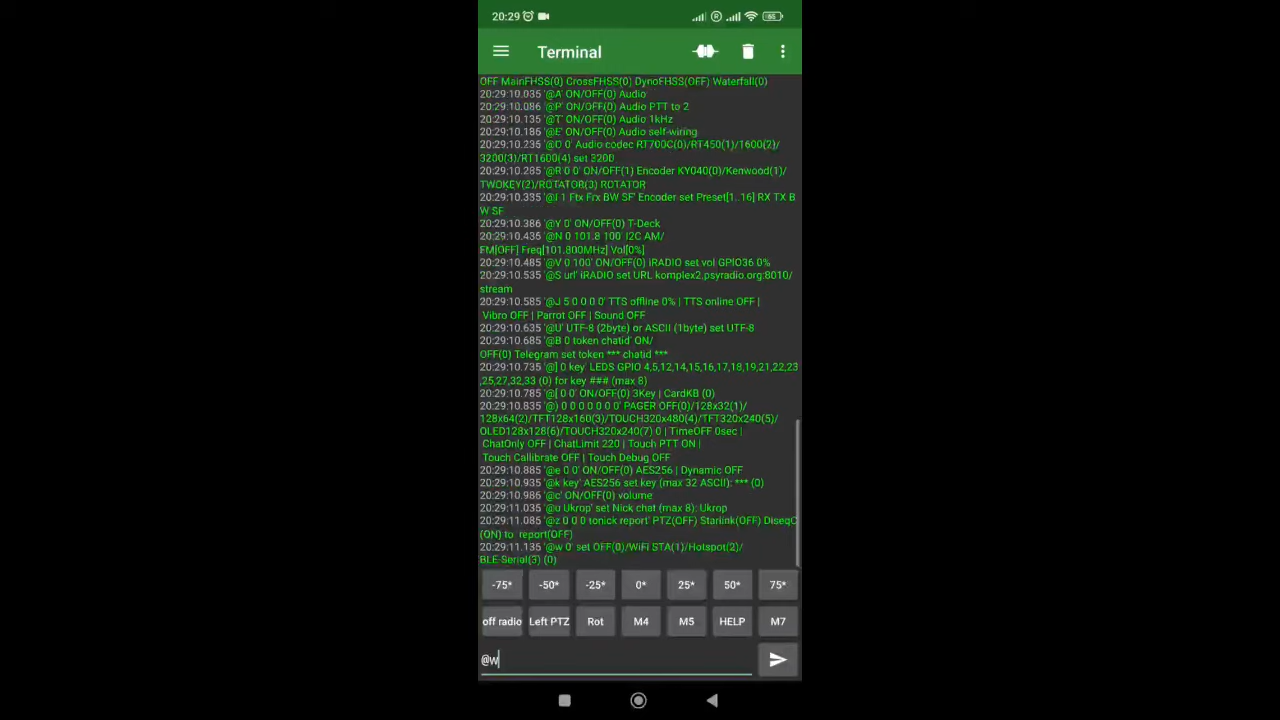 20:29 65
Terminal
OFF MainFHSS(0) CrossFHSS(0) DynoFHSS(OFF) Waterfall(0)
20:29:10.035 '@A' ON/OFF(0) Audio
20:29:10.086 '@P' ON/OFF(0) Audio PTT to 2
20:29:10.135 '@T' ON/OFF(0) Audio 1kHz
20:29:10.186 '@E' ON/OFF(0) Audio self-wiring
20:29:10.235 '@O 0' Audio codec RT700C(0)/RT450(1)/1600(2)/
3200(3)/RT1600(4) set 3200
20:29:10.285 '@R 0 0' ON/OFF(1) Encoder KY040(0)/Kenwood(1)/
TWOKEY(2)/ROTATOR(3) ROTATOR
20:29:10.335 '@I 1 Ftx Frx BW SF' Encoder set Preset[1..16] RX TX B
W SF
20:29:10.386 '@Y 0' ON/OFF(0) T-Deck
20:29:10.435 '@N 0 101.8 100' I2C AM/
FM[OFF] Freq[101.800MHz] Vol[0%]
20:29:10.485 '@V 0 100' ON/OFF(0) iRADIO set vol GPIO36 0%
20:29:10.535 '@S url' iRADIO set URL komplex2.psyradio.org:8010/
stream
20:29:10.585 '@J 5 0 0 0 0' TTS offline 0% | TTS online OFF |
Vibro OFF | Parrot OFF | Sound OFF
20:29:10.635 '@U' UTF-8 (2byte) or ASCII (1byte) set UTF-8
20:29:10.685 '@B 0 token chatid' ON/
OFF(0) Telegram set token *** chatid ***
20:29:10.735 '@] 0 key' LEDS GPIO 4,5,12,14,15,16,17,18,19,21,22,23
,25,27,32,33 (0) for key ### (max 8)
20:29:10.785 '@[ 0 0' ON/OFF(0) 3Key | CardKB (0)
20:29:10.835 '@) 0 0 0 0 0 0 0' PAGER OFF(0)/128x32(1)/
128x64(2)/TFT128x160(3)/TOUCH320x480(4)/TFT320x240(5)/
OLED128x128(6)/TOUCH320x240(7) 0 | TimeOFF 0sec |
ChatOnly OFF | ChatLimit 220 | Touch PTT ON |
Touch Callibrate OFF | Touch Debug OFF
20:29:10.885 '@e 0 0' ON/OFF(0) AES256 | Dynamic OFF
20:29:10.935 '@k key' AES256 set key (max 32 ASCII): *** (0)
20:29:10.986 '@c' ON/OFF(0) volume
20:29:11.035 '@u Ukrop' set Nick chat (max 8): Ukrop
20:29:11.085 '@z 0 0 0 tonick report' PTZ(OFF) Starlink(OFF) DiseqC
(ON) to  report(OFF)
20:29:11.135 '@w 0' set OFF(0)/WiFi STA(1)/Hotspot(2)/
BLE-Serial(3) (0)
-75* -50* -25* 0* 25* 50* 75*
off radio Left PTZ Rot M4 M5 HELP M7
@w